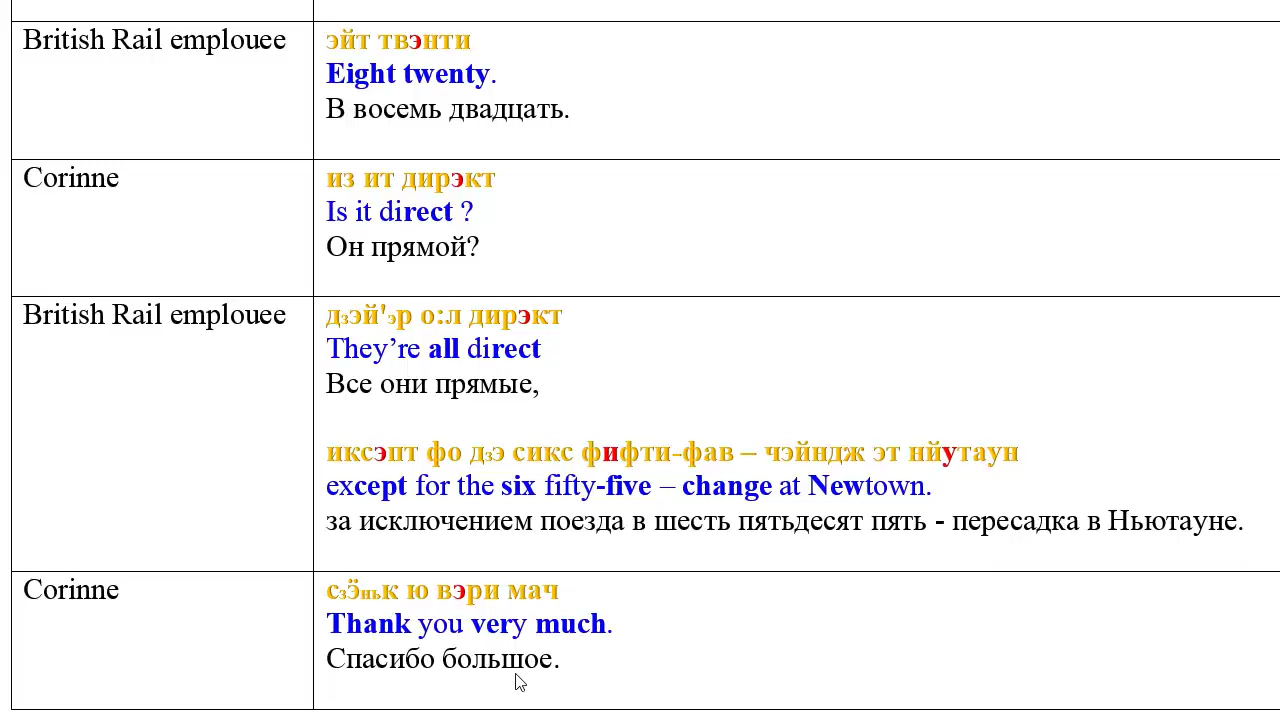 British Rail emplouee
эйт твэнти
Eight twenty.
В восемь двадцать.
Corinne
из ит дирэкт
Is it direct ?
Он прямой?
British Rail emplouee
дзэй'эр о:л дирэкт
They’re all direct
Все они прямые,
иксэпт фо дзэ сикс фифти-фав – чэйндж эт нйутаун
except for the six fifty-five – change at Newtown.
за исключением поезда в шесть пятьдесят пять - пересадка в Ньютауне.
Corinne
сзӭньк ю вэри мач
Thank you very much.
Спасибо большое.